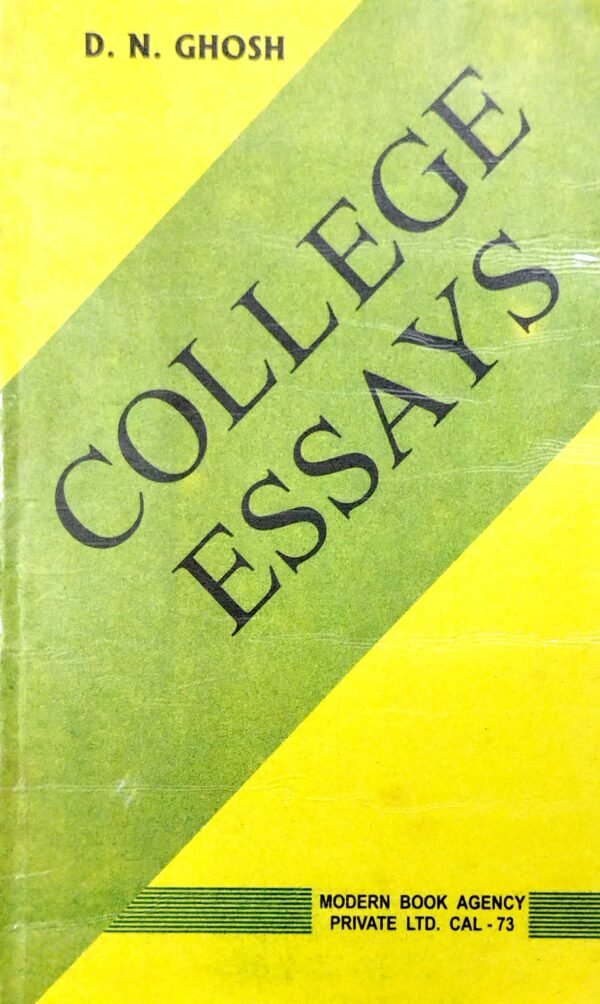 D. N. GHOSH
COLLEGE
ESSAYS
MODERN BOOK AGENCY
PRIVATE LTD. CAL - 73